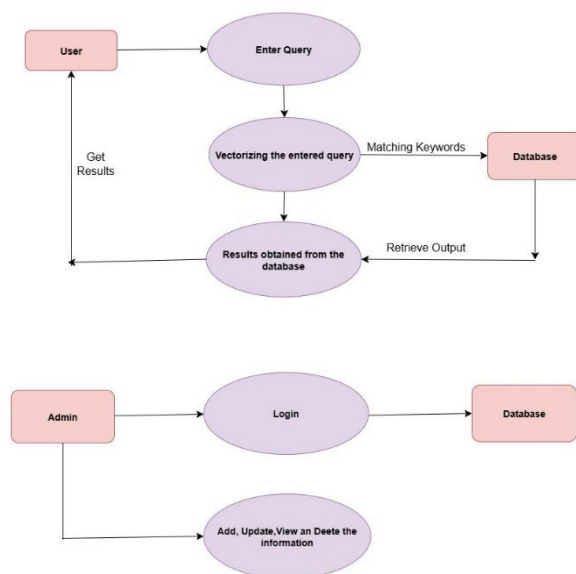 User
Enter Query
Get
Results
Vectorizing the entered query
Matching Keywords
Database
Results obtained from the
database
Retrieve Output
Admin
Login
Database
Add, Update,View an Deete the
information